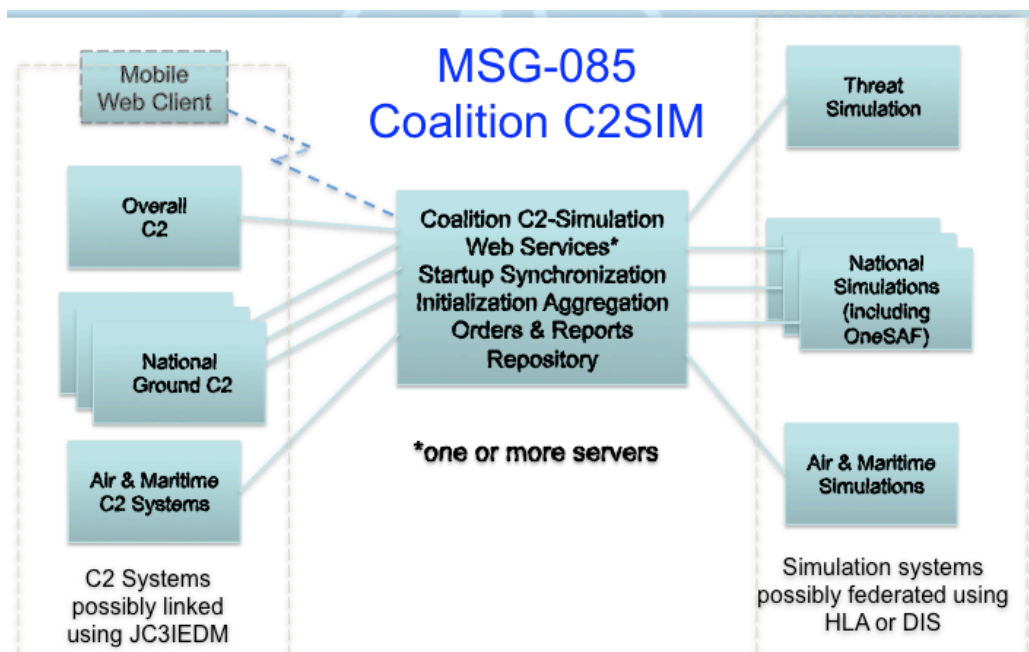 MSG-085
Coalition C2SIM
Mobile
Web Client
Overall
C2
National
Ground C2
Air & Maritime
C2 Systems
C2 Systems
possibly linked
using JC3IEDM
Coalition C2-Simulation
Web Services*
Startup Synchronization
Initialization Aggregation
Orders & Reports
Repository
*one or more servers
Threat
Simulation
National
Simulations
(including
OneSAF)
Air & Maritime
Simulations
Simulation systems
possibly federated using
HLA or DIS